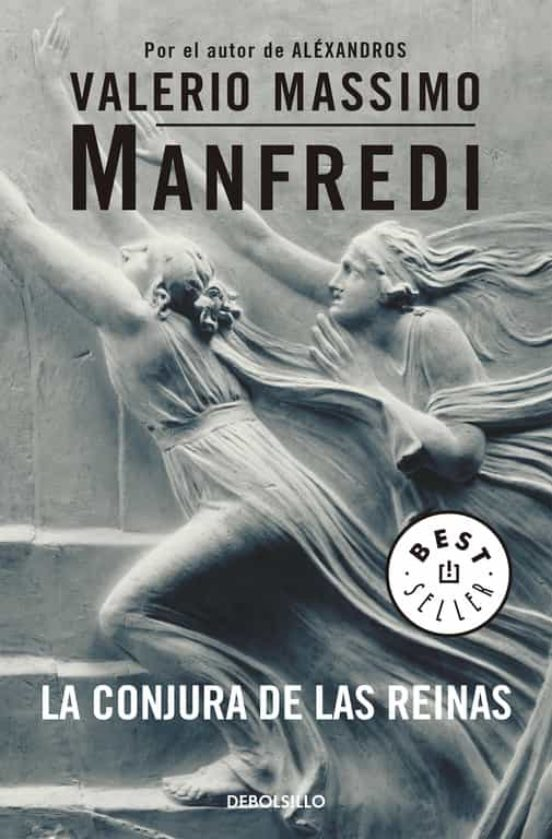 Por el autor de ALÉXANDROS
VALERIO MASSIMO
MANFREDI
BEST
SELLER
LA CONJURA DE LAS REINAS
DEBOLSILLO